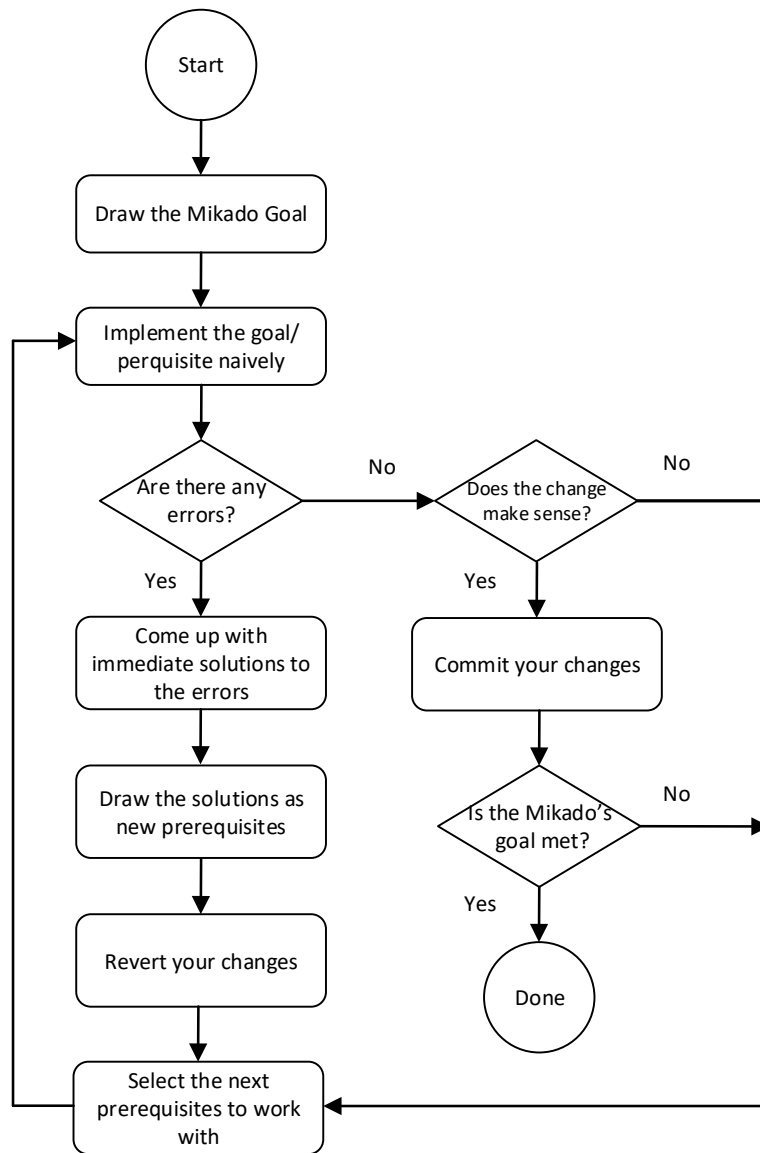 Start
Draw the Mikado Goal
Implement the goal/
perquisite naively
Are there any
errors?
No
Does the change
make sense?
No
Yes
Yes
Come up with
immediate solutions to
the errors
Commit your changes
Draw the solutions as
new prerequisites
Is the Mikado’s
goal met?
No
Revert your changes
Yes
Done
Select the next
prerequisites to work
with